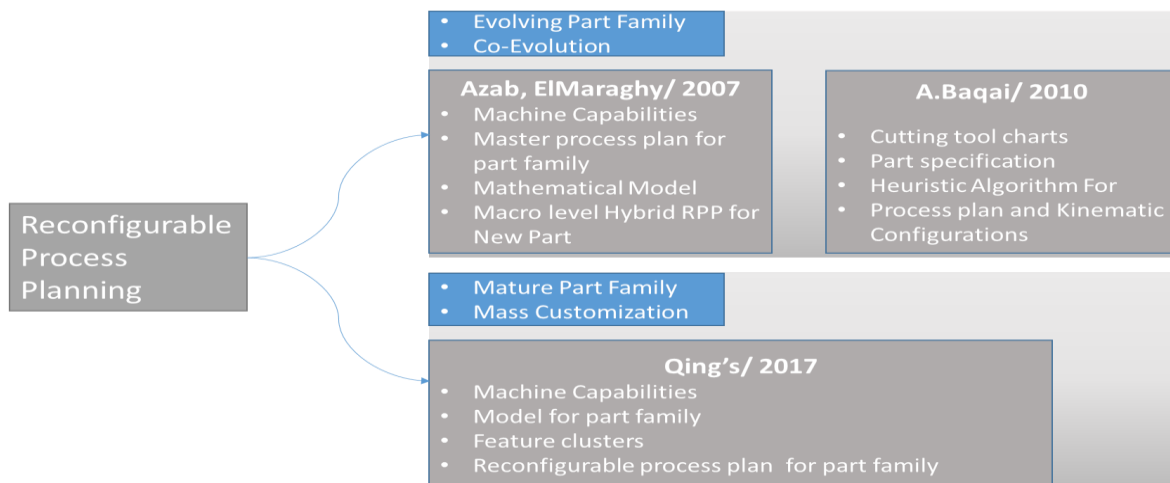 Reconfigurable
Process
Planning
• Evolving Part Family
• Co-Evolution
Azab, ElMaraghy/ 2007
• Machine Capabilities
• Master process plan for
part family
• Mathematical Model
• Macro level Hybrid RPP for
New Part
A.Baqai/ 2010
• Cutting tool charts
• Part specification
• Heuristic Algorithm For
• Process plan and Kinematic
Configurations
• Mature Part Family
• Mass Customization
Qing’s/ 2017
• Machine Capabilities
• Model for part family
• Feature clusters
• Reconfigurable process plan for part family